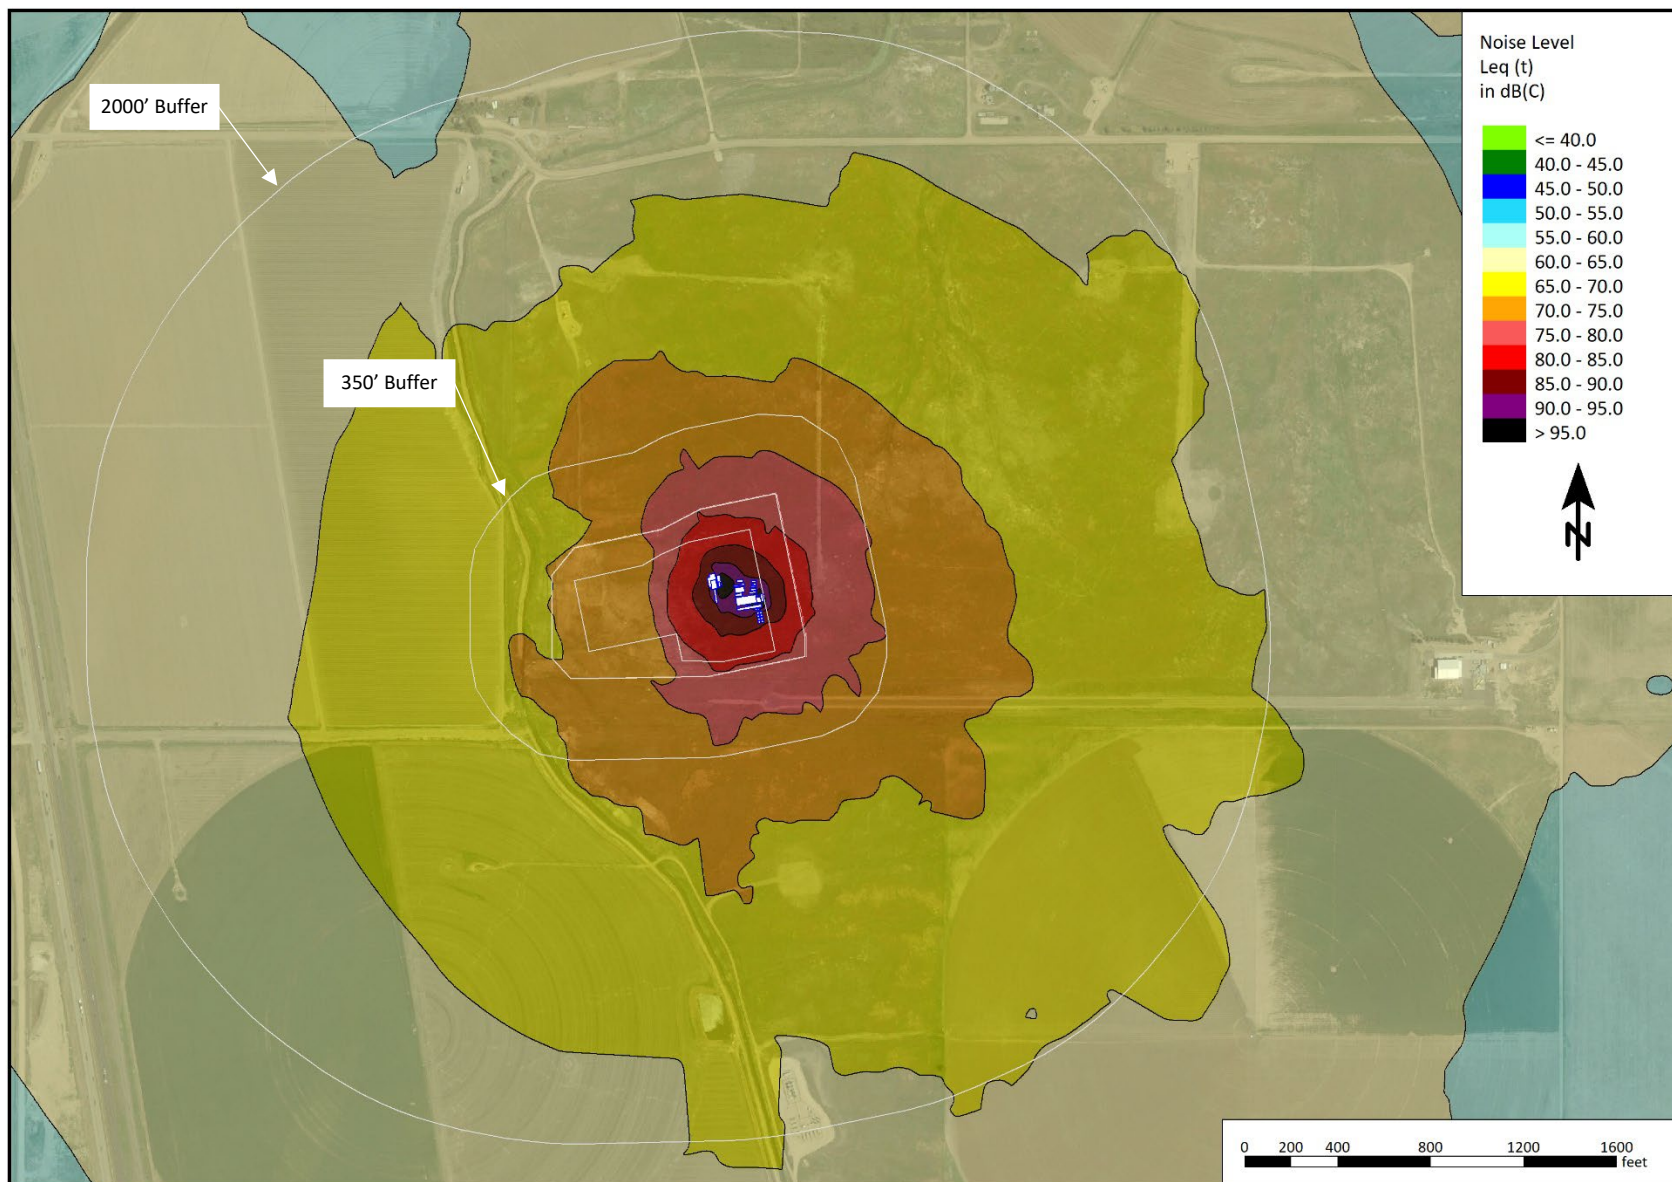 2000' Buffer
350' Buffer
Noise Level
Leq (t)
in dB(C)
<= 40.0
40.0 - 45.0
45.0 - 50.0
50.0 - 55.0
55.0 - 60.0
60.0 - 65.0
65.0 - 70.0
70.0 - 75.0
75.0 - 80.0
80.0 - 85.0
85.0 - 90.0
90.0 - 95.0
> 95.0
N
0 200 400 800 1200 1600
feet